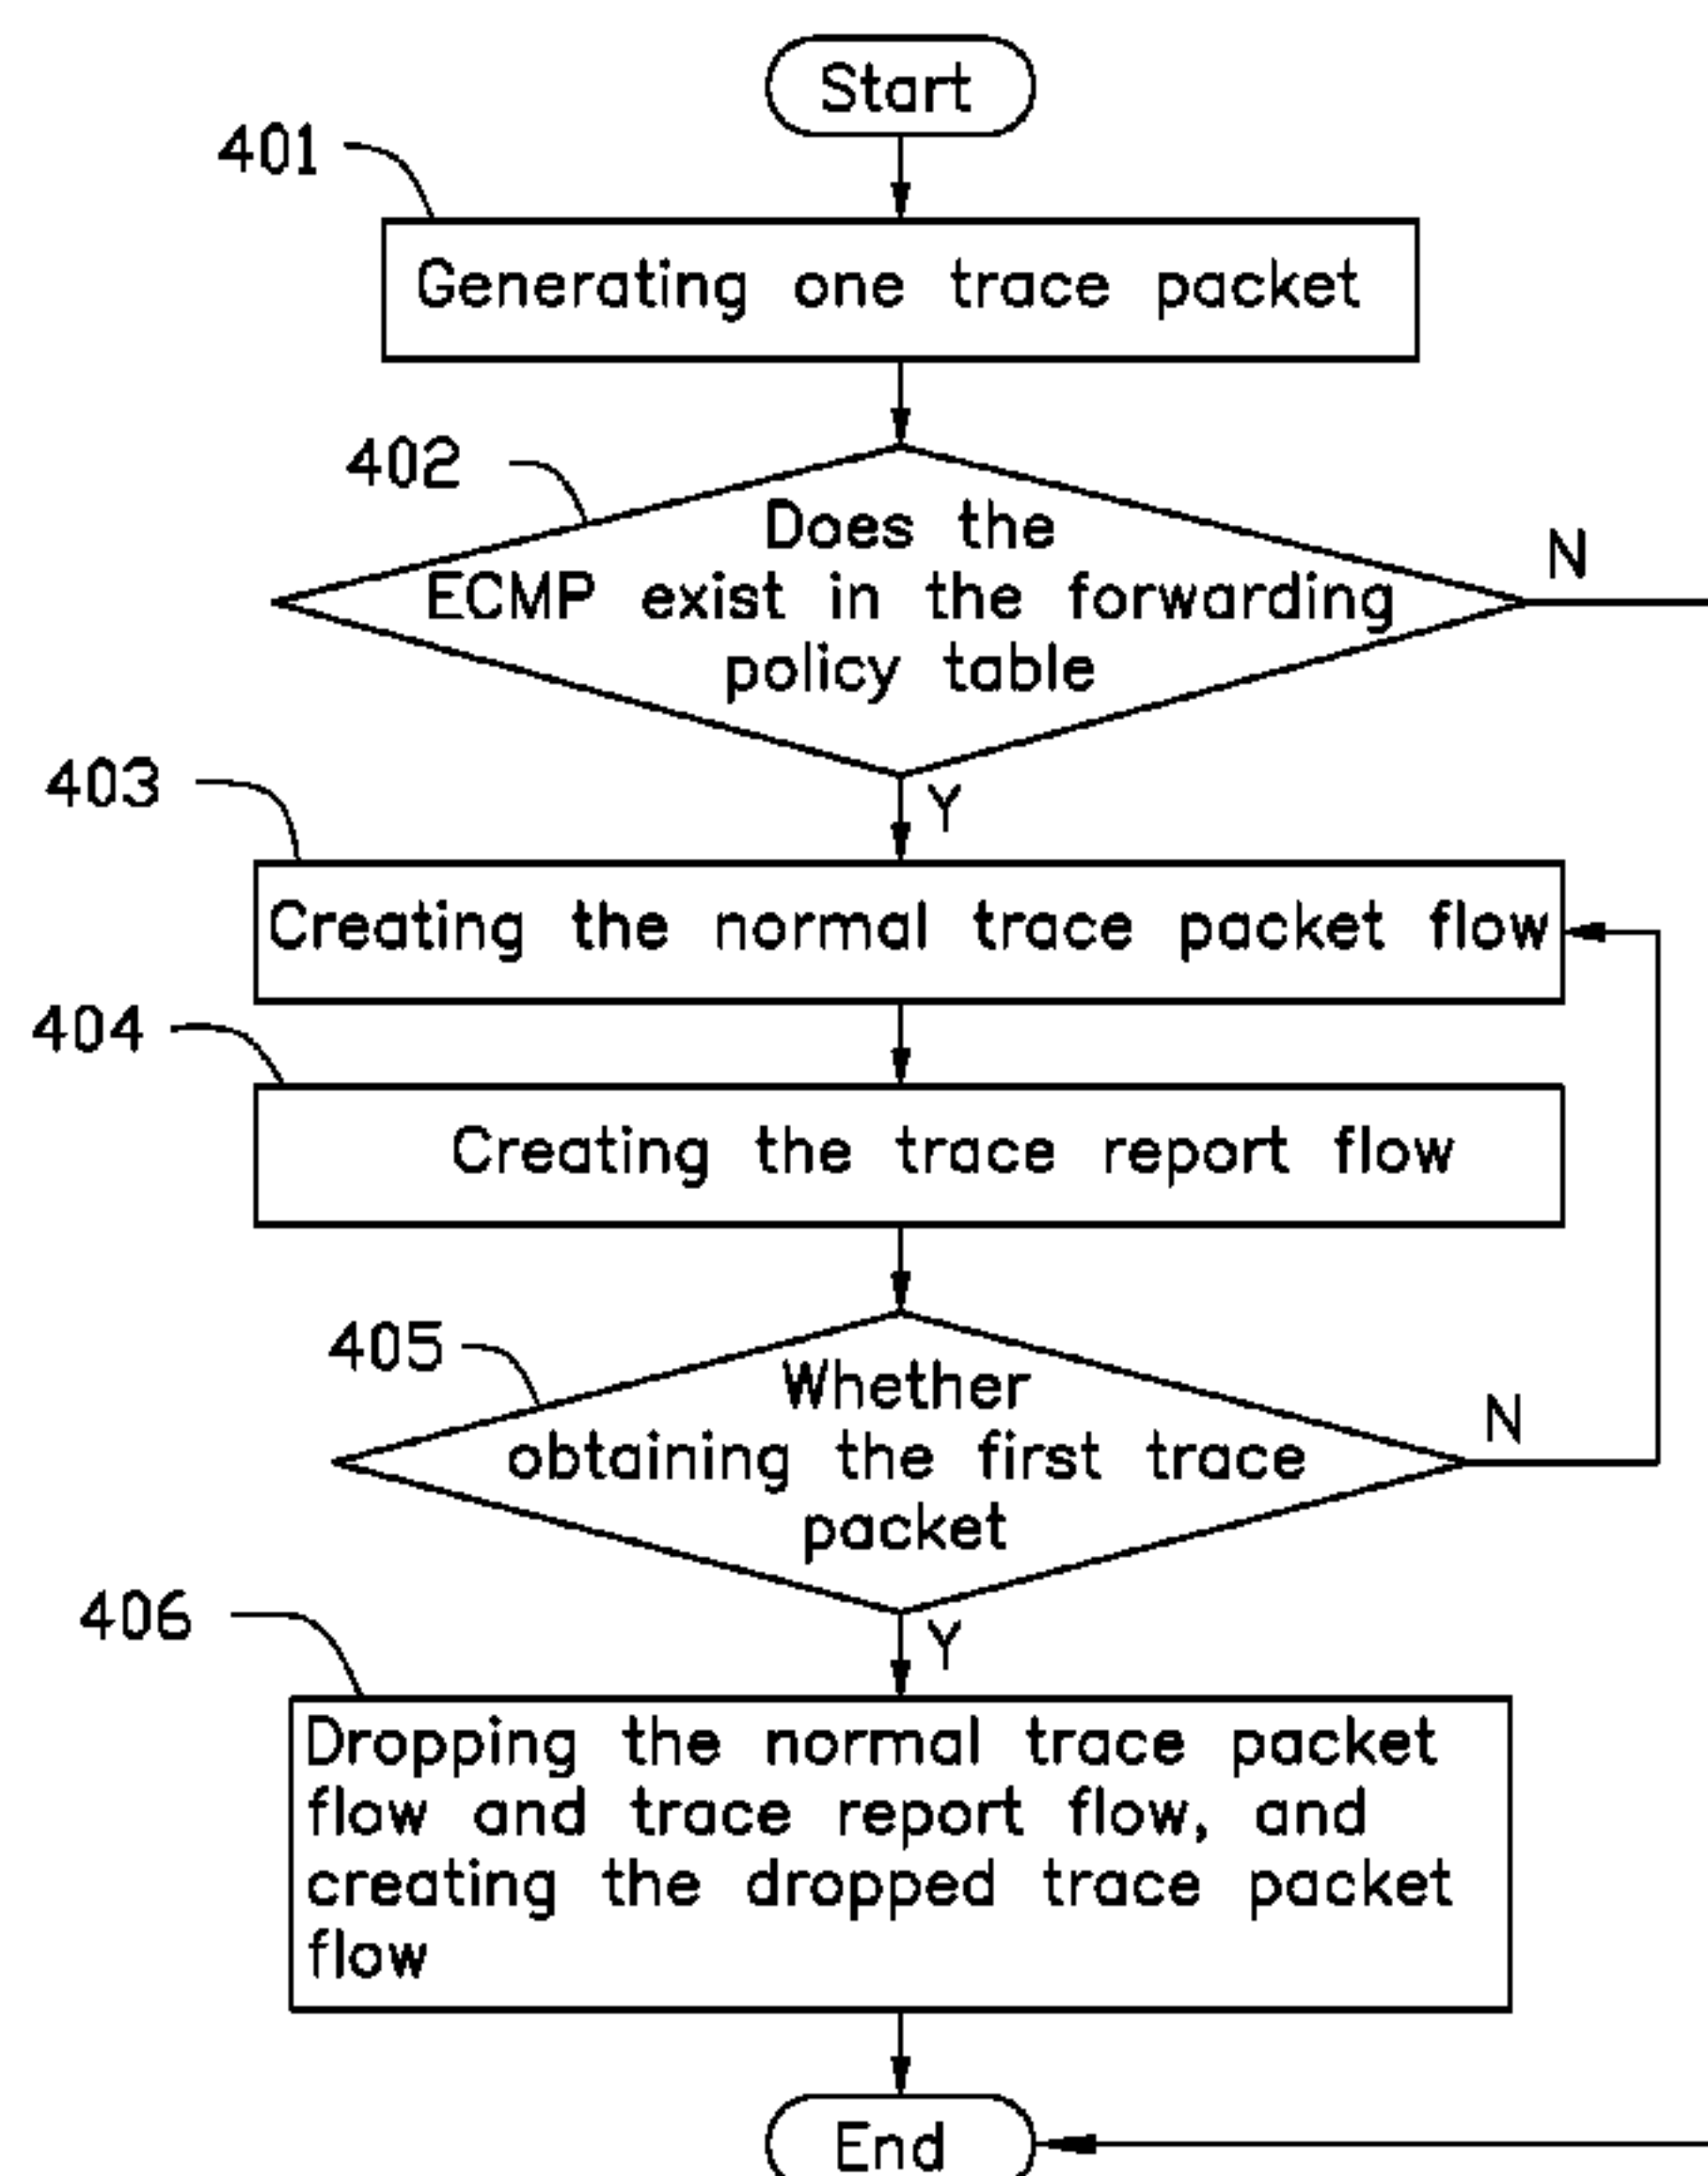 Start
401
Generating one trace packet
402
Does the
ECMP exist in the forwarding
policy table
N
Y
403
Creating the normal trace packet flow
404
Creating the trace report flow
405
Whether
obtaining the first trace
packet
N
Y
406
Dropping the normal trace packet
flow and trace report flow, and
creating the dropped trace packet
flow
End